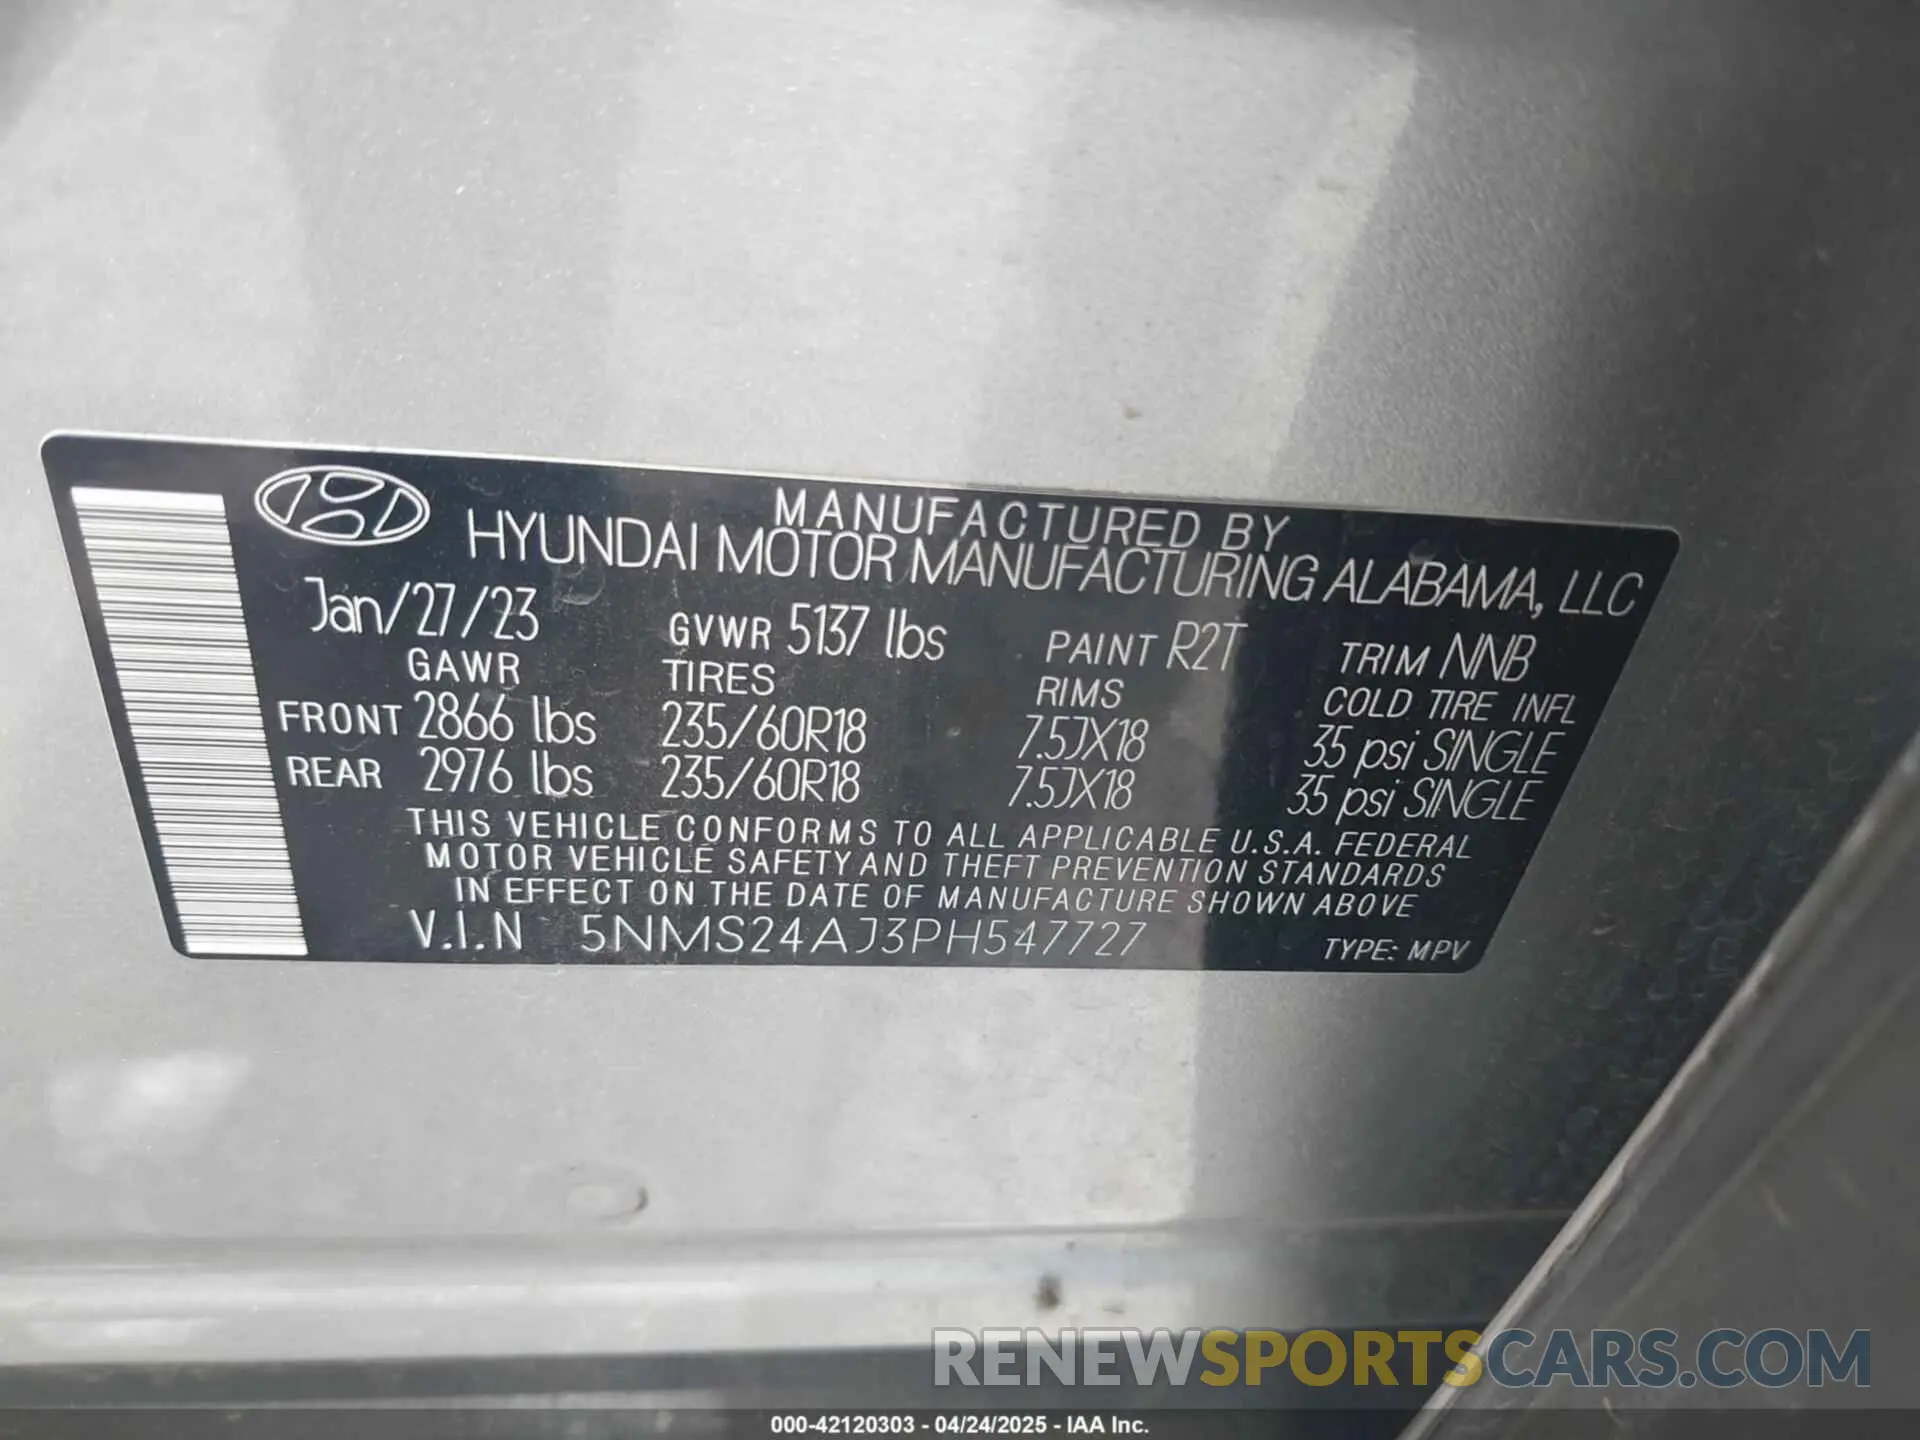 MANUFACTURED BY
HYUNDAI MOTOR MANUFACTURING ALABAMA, LLC
Jan/27/23 GVWR 5137 lbs PAINT R2T TRIM NNB
GAWR TIRES RIMS COLD TIRE INFL
FRONT 2866 lbs 235/60R18 7.5JX18 35 psi SINGLE
REAR 2976 lbs 235/60R18 7.5JX18 35 psi SINGLE
THIS VEHICLE CONFORMS TO ALL APPLICABLE U.S.A. FEDERAL
MOTOR VEHICLE SAFETY AND THEFT PREVENTION STANDARDS
IN EFFECT ON THE DATE OF MANUFACTURE SHOWN ABOVE
V.I.N 5NMS24AJ3PH547727 TYPE: MPV
RENEWSPORTSCARS.COM
000-42120303 - 04/24/2025 - IAA Inc.